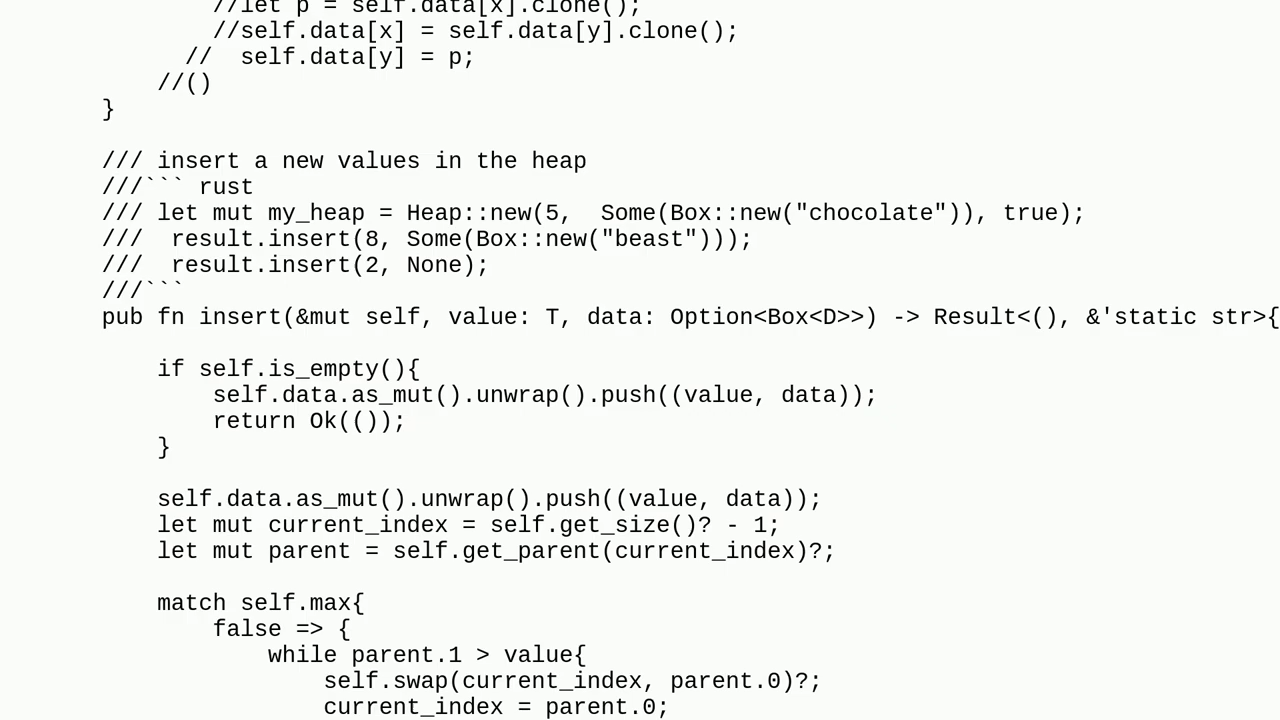 //let p = self.data[x].clone();
//self.data[x] = self.data[y].clone();
//  self.data[y] = p;
//()
}
/// insert a new values in the heap
///``` rust
/// let mut my_heap = Heap::new(5,  Some(Box::new("chocolate")), true);
///  result.insert(8, Some(Box::new("beast")));
///  result.insert(2, None);
///```
pub fn insert(&mut self, value: T, data: Option<Box<D>>) -> Result<(), &'static str>{
if self.is_empty(){
self.data.as_mut().unwrap().push((value, data));
return Ok(());
}
self.data.as_mut().unwrap().push((value, data));
let mut current_index = self.get_size()? - 1;
let mut parent = self.get_parent(current_index)?;
match self.max{
false => {
while parent.1 > value{
self.swap(current_index, parent.0)?;
current_index = parent.0;